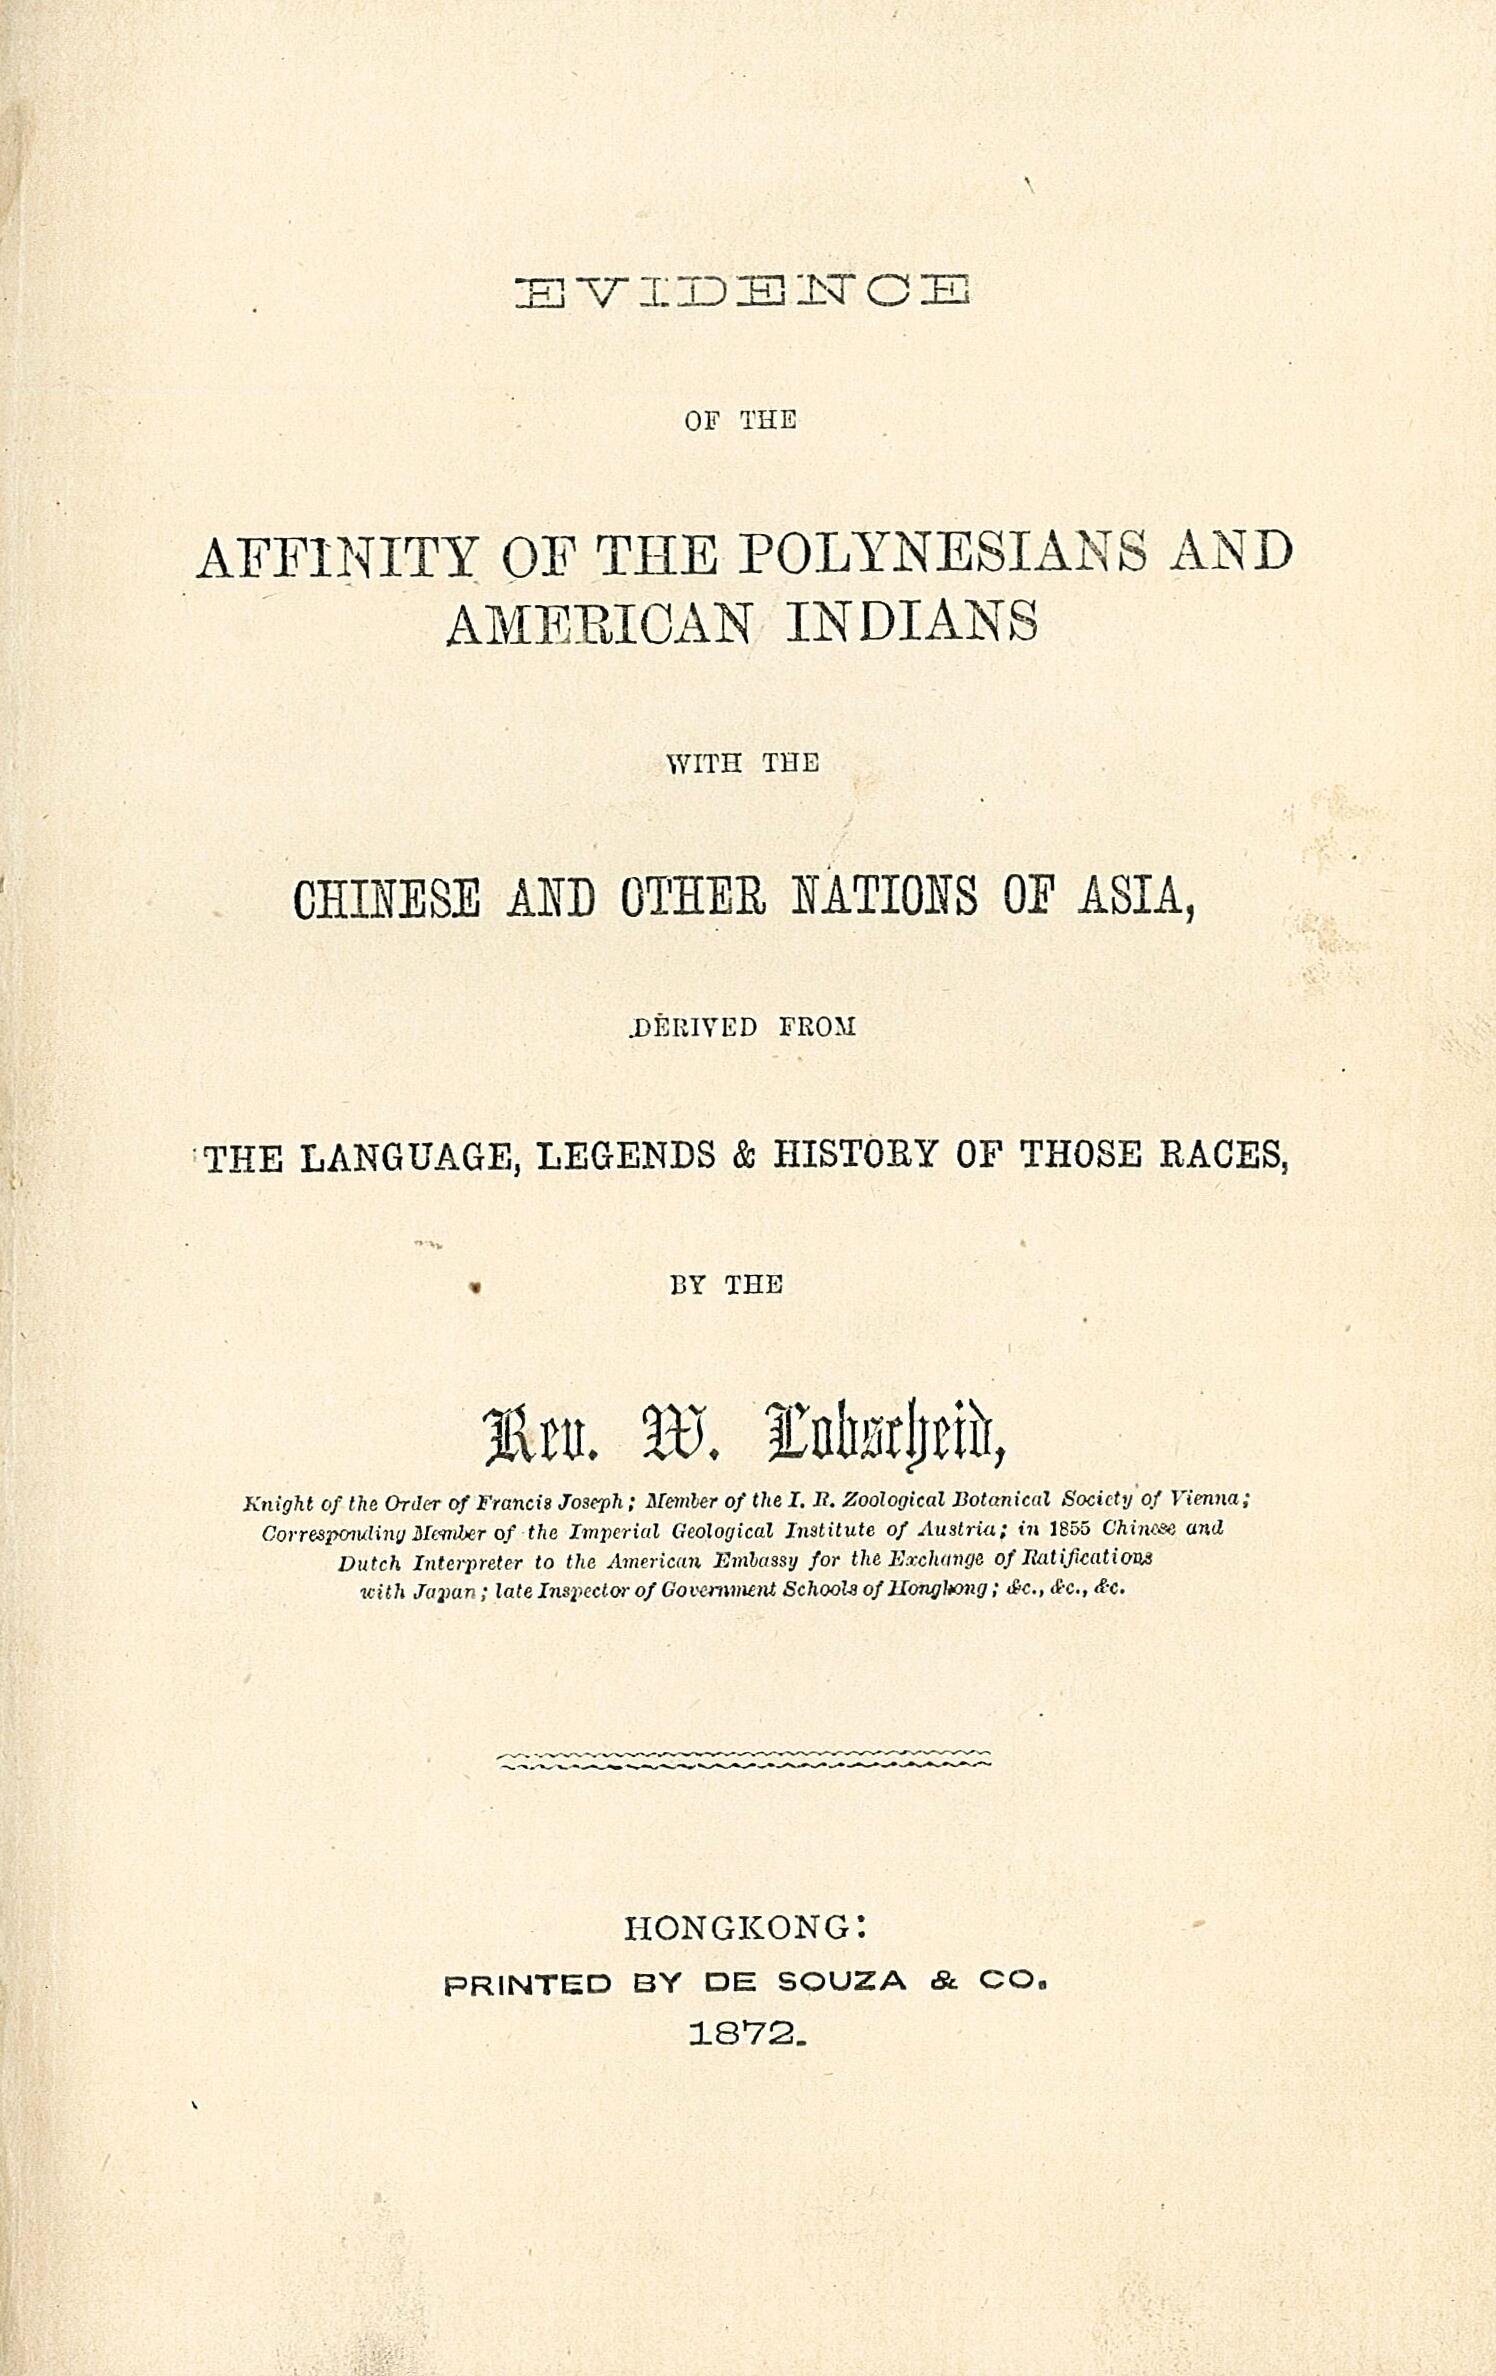 EVIDENCE
OF THE
AFFINITY OF THE POLYNESIANS AND
AMERICAN INDIANS
WITH THE
CHINESE AND OTHER NATIONS OF ASIA,
DERIVED FROM
THE LANGUAGE, LEGENDS & HISTORY OF THOSE RACES,
BY THE
Rev. W. Lobscheid,
Knight of the Order of Francis Joseph; Member of the I. R. Zoological Botanical Society of Vienna;
Corresponding Member of the Imperial Geological Institute of Austria; in 1855 Chinese and
Dutch Interpreter to the American Embassy for the Exchange of Ratifications
with Japan; late Inspector of Government Schools of Hongkong; &c., &c., &c.
HONGKONG:
PRINTED BY DE SOUZA & CO.
1872.